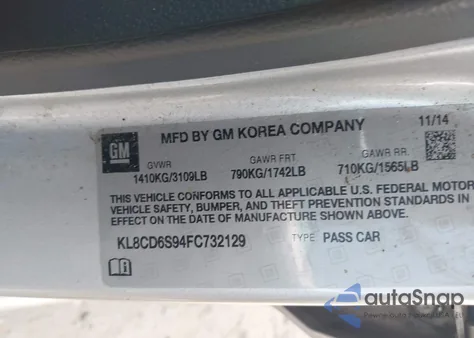 11/14
GM
MFD BY GM KOREA COMPANY
GVWR GAWR FRT GAWR RR.
1410KG/3109LB 790KG/1742LB 710KG/1565LB
THIS VEHICLE CONFORMS TO ALL APPLICABLE U.S. FEDERAL MOTOR
VEHICLE SAFETY, BUMPER, AND THEFT PREVENTION STANDARDS IN
EFFECT ON THE DATE OF MANUFACTURE SHOWN ABOVE.
KL8CD6S94FC732129 TYPE: PASS CAR
autoSnap